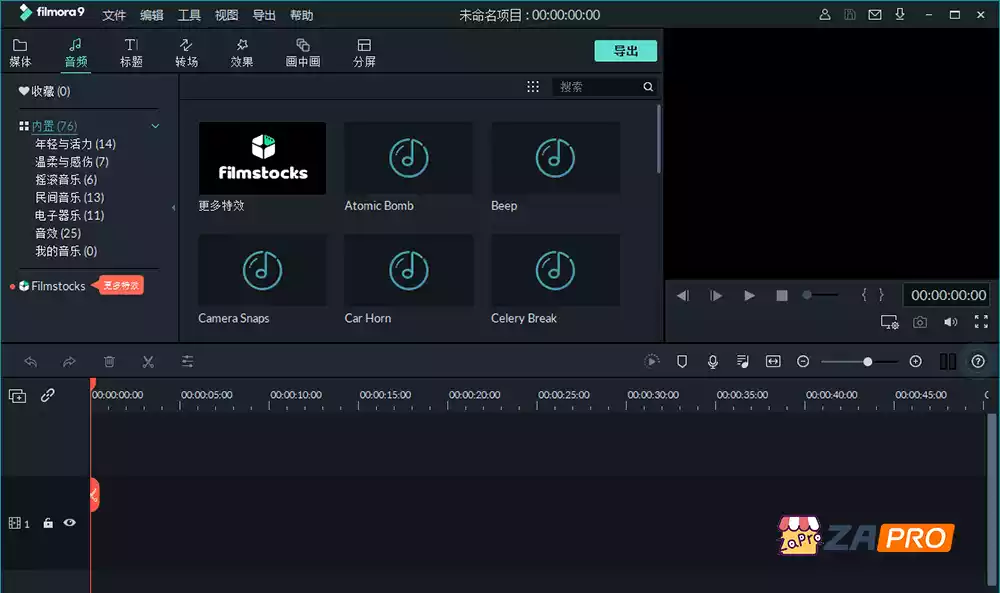 filmora9 文件 编辑 工具 视图 导出 帮助 未命名项目 : 00:00:00:00
媒体 音频 标题 转场 效果 画中画 分屏 导出
收藏 (0) 搜索
内置 (76)
年轻与活力 (14)
温柔与感伤 (7)
摇滚音乐 (6)
民间音乐 (13)
电子器乐 (11)
音效 (25)
我的音乐 (0)
Filmstocks 更多特效
filmstocks
更多特效 Atomic Bomb Beep
Camera Snaps Car Horn Celery Break
00:00:00:00
00:00:00:00 00:00:05:00 00:00:10:00 00:00:15:00 00:00:20:00 00:00:25:00 00:00:30:00 00:00:35:00 00:00:40:00 00:00:45:00
1
ZaPro ZAPRO